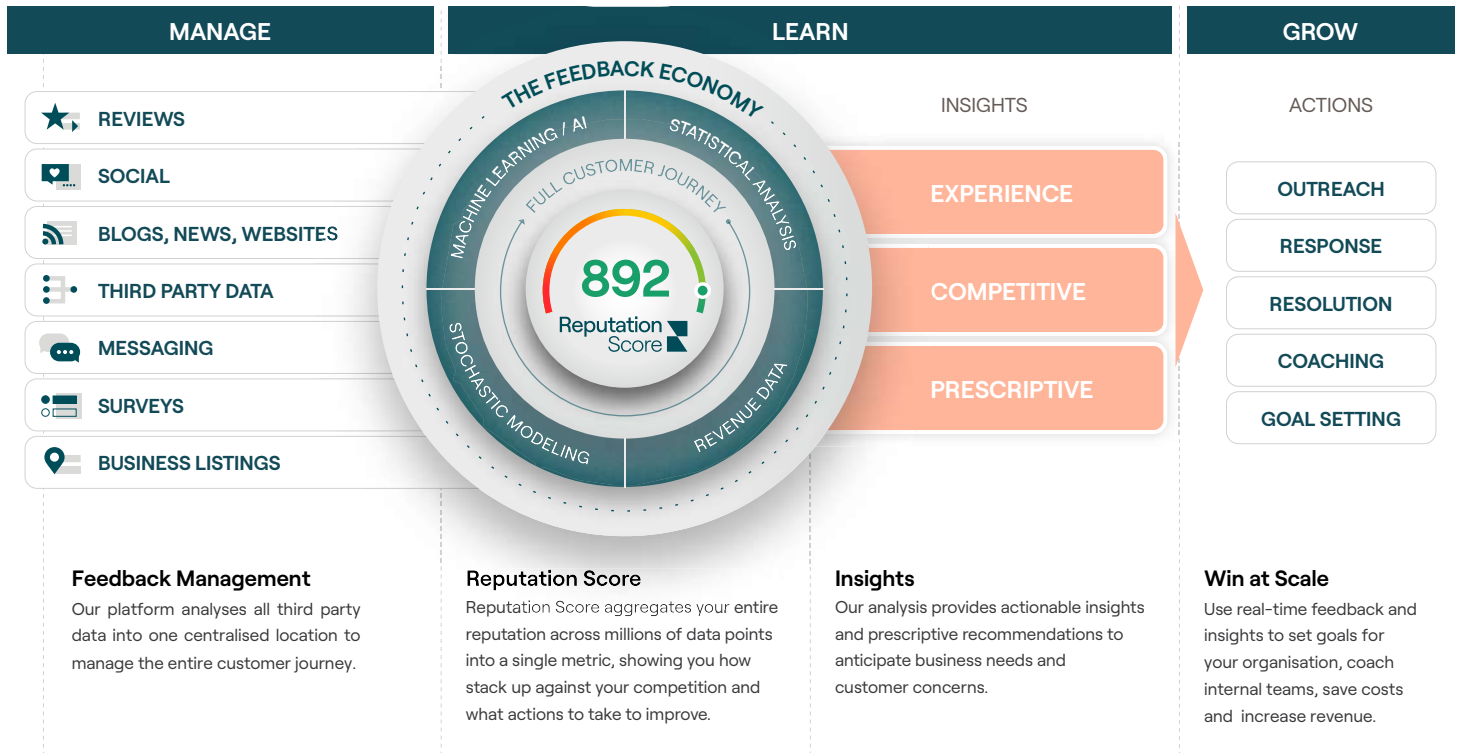 MANAGE
LEARN
GROW
REVIEWS
SOCIAL
BLOGS, NEWS, WEBSITES
THIRD PARTY DATA
MESSAGING
SURVEYS
BUSINESS LISTINGS
THE FEEDBACK ECONOMY
MACHINE LEARNING / AI
STATISTICAL ANALYSIS
STOCHASTIC MODELING
REVENUE DATA
FULL CUSTOMER JOURNEY
892
Reputation
Score
INSIGHTS
EXPERIENCE
COMPETITIVE
PRESCRIPTIVE
ACTIONS
OUTREACH
RESPONSE
RESOLUTION
COACHING
GOAL SETTING
Feedback Management
Our platform analyses all third party
data into one centralised location to
manage the entire customer journey.
Reputation Score
Reputation Score aggregates your entire
reputation across millions of data points
into a single metric, showing you how
stack up against your competition and
what actions to take to improve.
Insights
Our analysis provides actionable insights
and prescriptive recommendations to
anticipate business needs and
customer concerns.
Win at Scale
Use real-time feedback and
insights to set goals for
your organisation, coach
internal teams, save costs
and increase revenue.